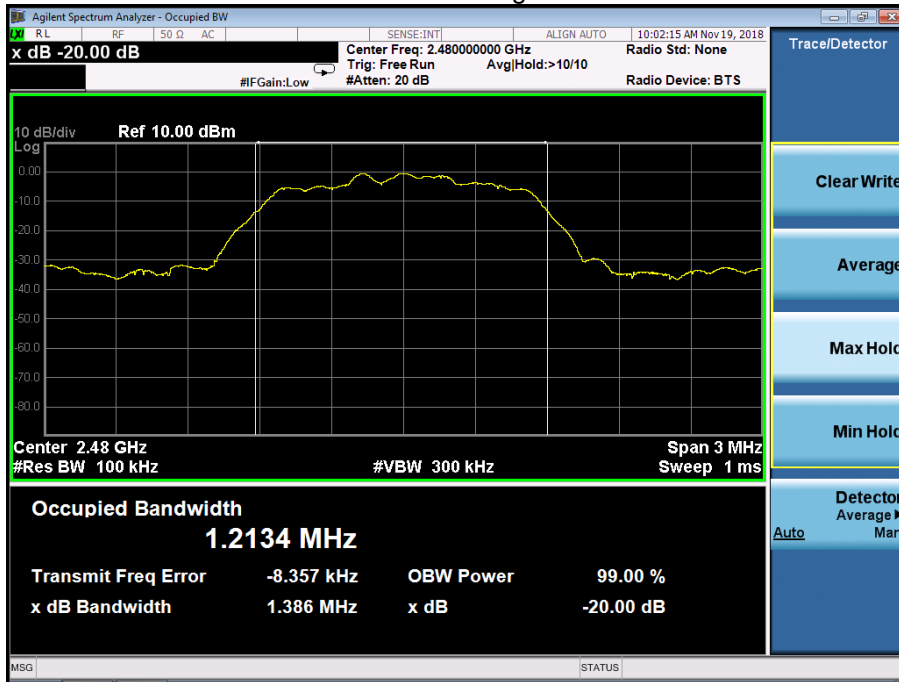 Agilent Spectrum Analyzer - Occupied BW
LXI RL RF 50 Ω AC SENSE:INT ALIGN AUTO 10:02:15 AM Nov 19, 2018
x dB -20.00 dB Center Freq: 2.480000000 GHz Radio Std: None
Trig: Free Run Avg|Hold:>10/10
#IFGain:Low #Atten: 20 dB Radio Device: BTS
Trace/Detector
10 dB/div Ref 10.00 dBm
Log
0.00
-10.0
-20.0
-30.0
-40.0
-50.0
-60.0
-70.0
-80.0
Center 2.48 GHz Span 3 MHz
#Res BW 100 kHz #VBW 300 kHz Sweep 1 ms
Occupied Bandwidth
1.2134 MHz
Transmit Freq Error -8.357 kHz OBW Power 99.00 %
x dB Bandwidth 1.386 MHz x dB -20.00 dB
Clear Write
Average
Max Hold
Min Hold
Detector
Average
Auto Man
MSG STATUS